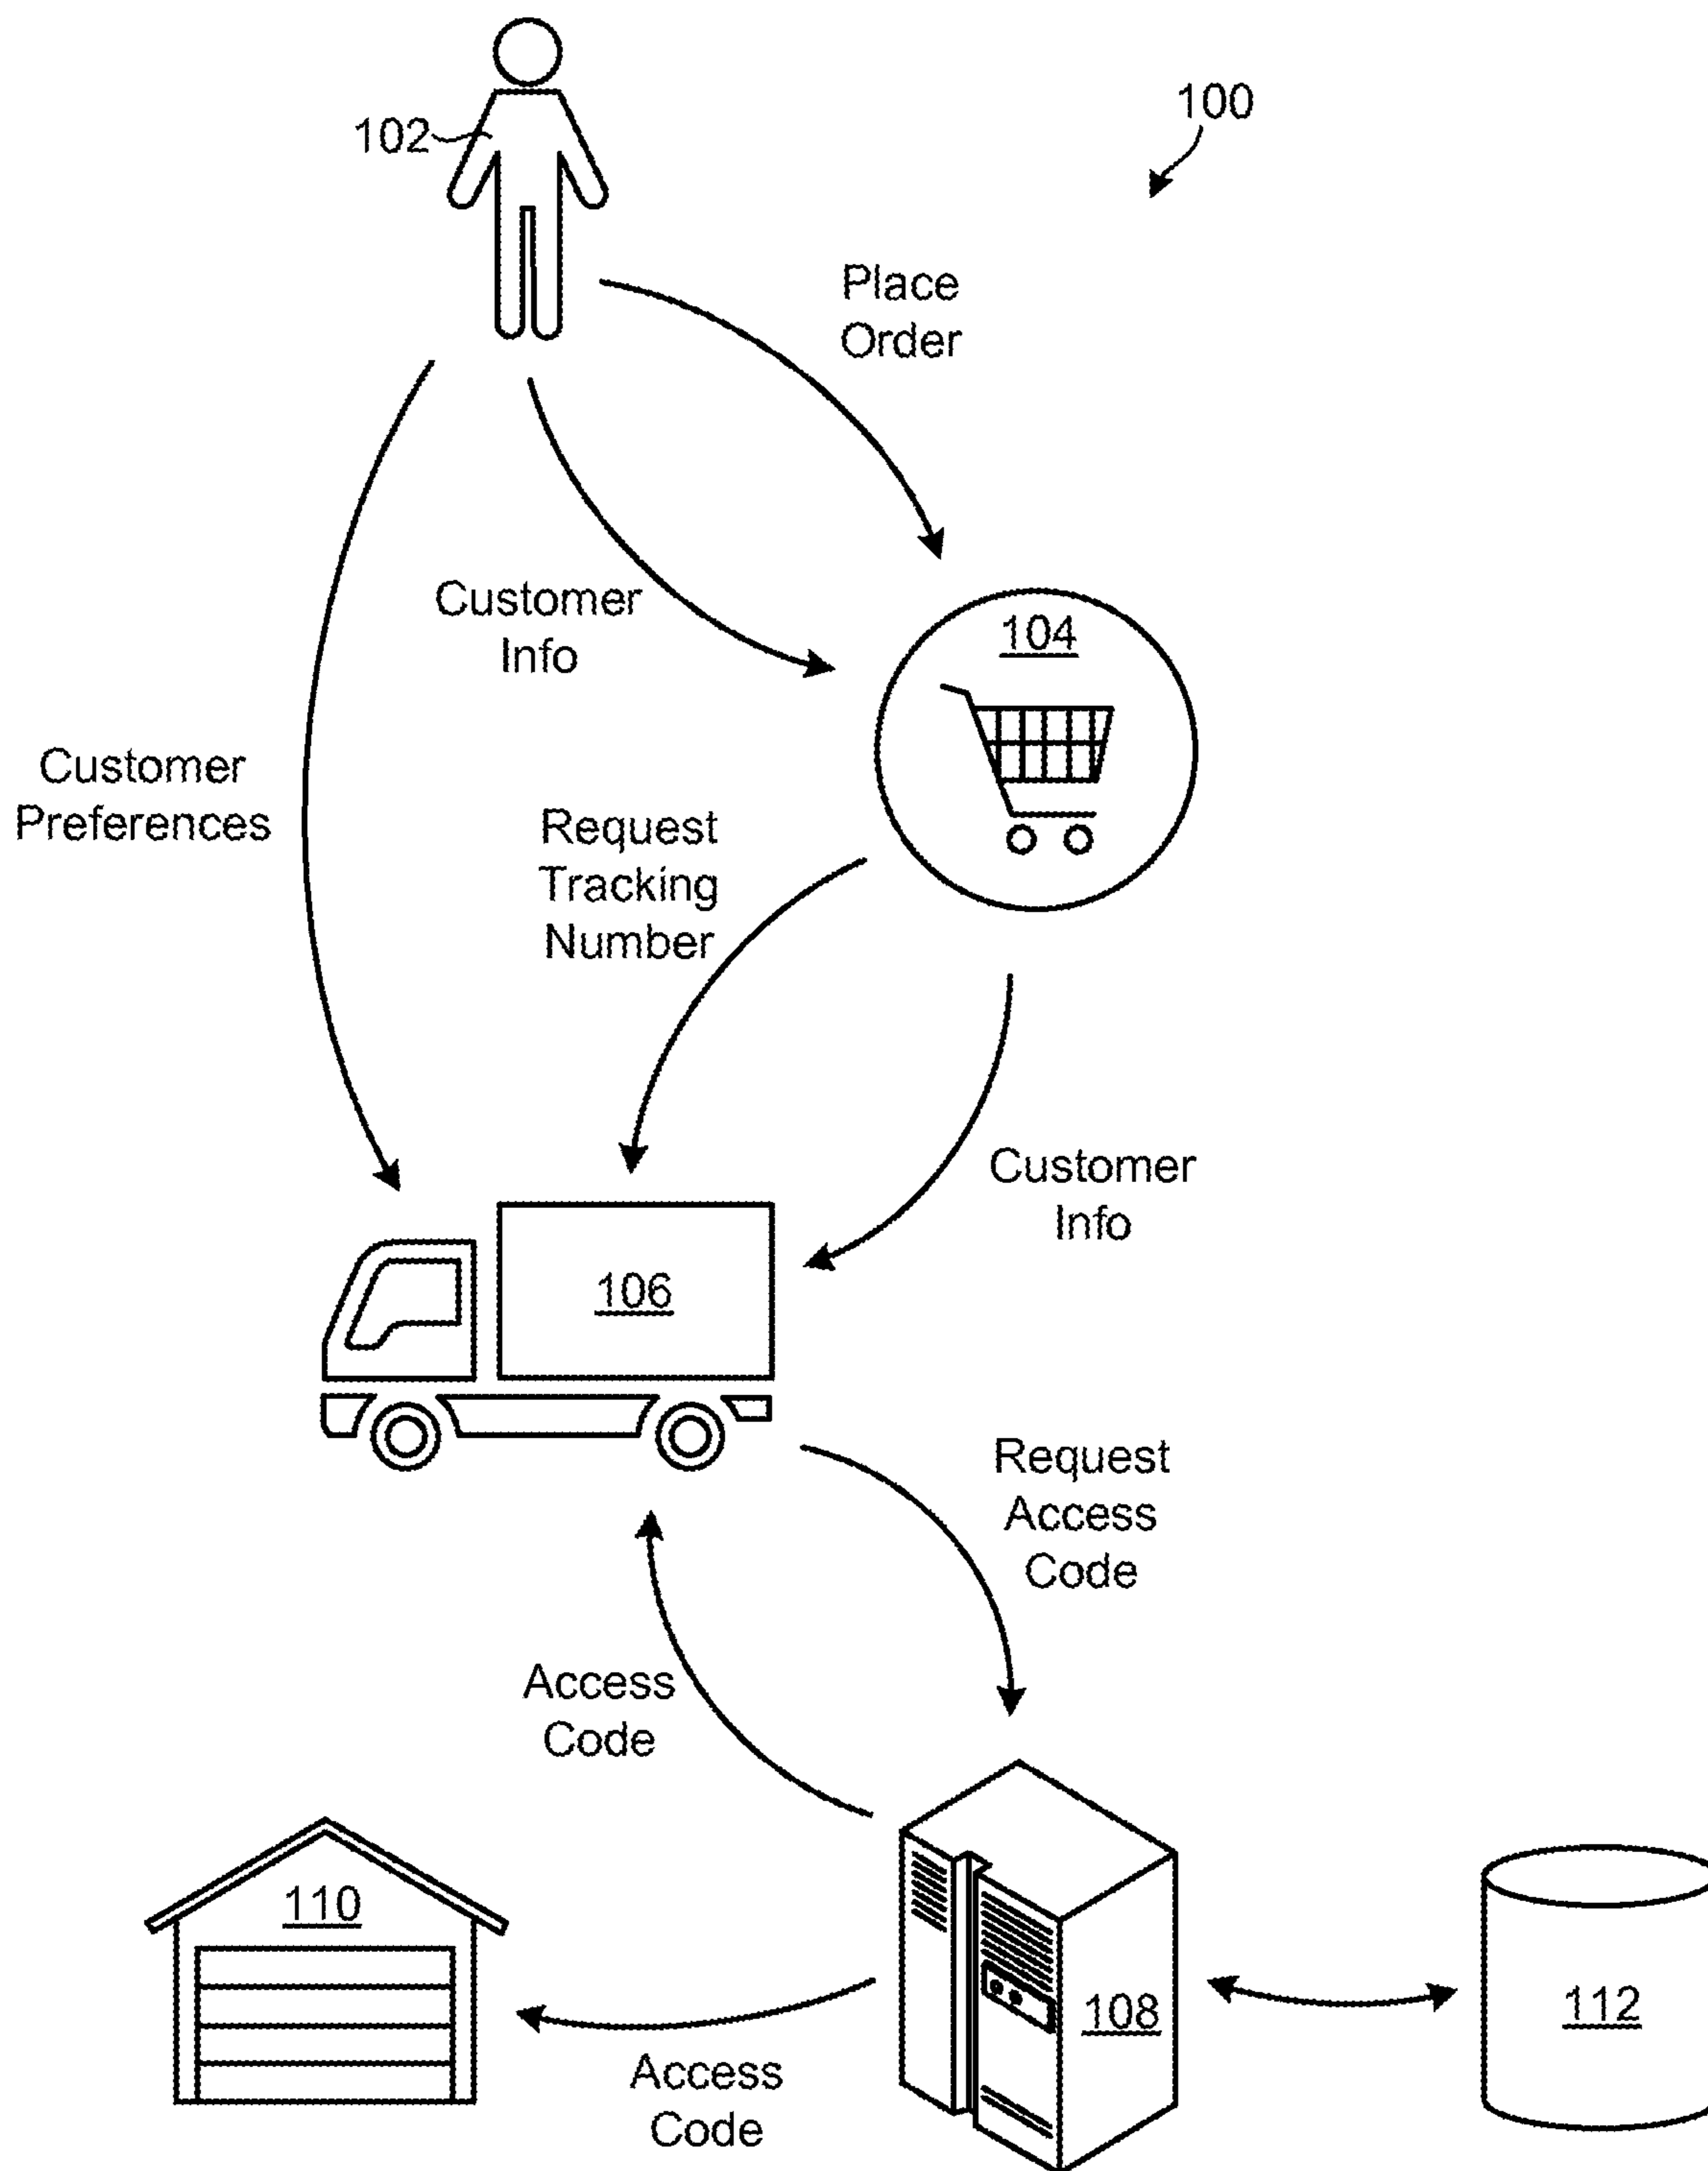 100
102
Place
Order
Customer
Info
104
Customer
Preferences
Request
Tracking
Number
Customer
Info
106
Request
Access
Code
Access
Code
110
108
112
Access
Code